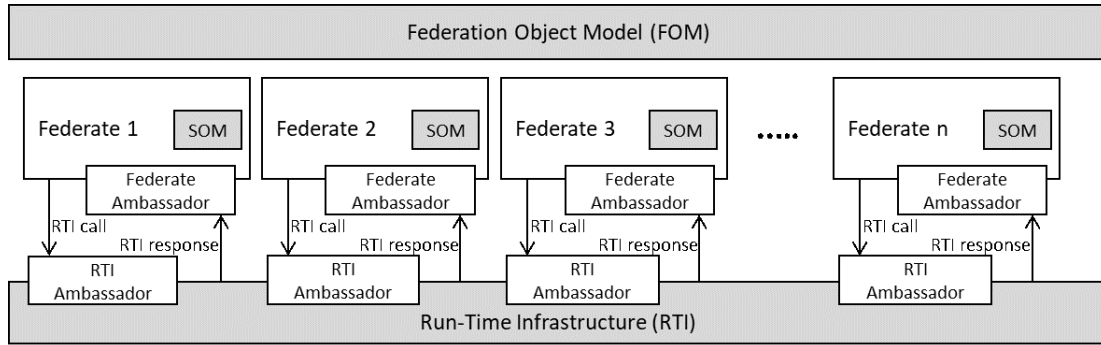 Federation Object Model (FOM)
Federate 1
SOM
Federate 2
SOM
Federate 3
SOM
.....
Federate n
SOM
Federate
Ambassador
Federate
Ambassador
Federate
Ambassador
Federate
Ambassador
RTI call
RTI response
RTI call
RTI response
RTI call
RTI response
RTI call
RTI response
RTI
Ambassador
RTI
Ambassador
RTI
Ambassador
RTI
Ambassador
Run-Time Infrastructure (RTI)